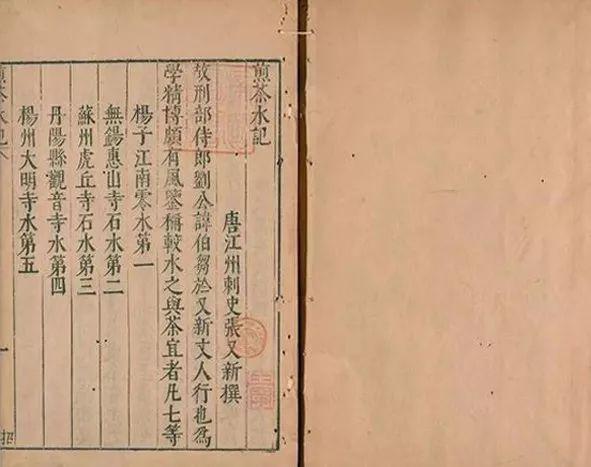 煎茶水記
唐江州刺史張又新撰
故刑部侍郎劉公諱伯芻於又新丈人行也爲
學精博頗有風鑒稱較水之與茶宜者凡七等
楊子江南零水第一
無錫惠山寺石水第二
蘇州虎丘寺石水第三
丹陽縣觀音寺水第四
楊州大明寺水第五
煎茶水記
一